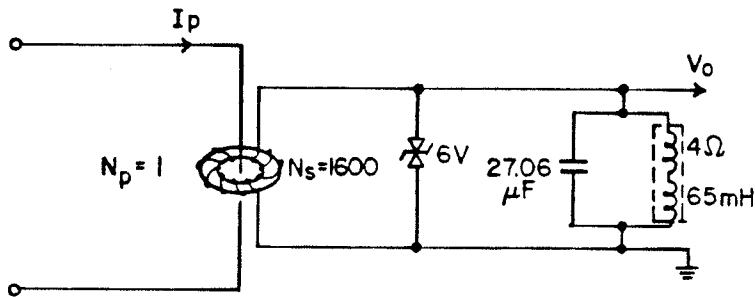 Ip
Vo
Np = 1
Ns=1600
6V
27.06
µF
4Ω
65mH